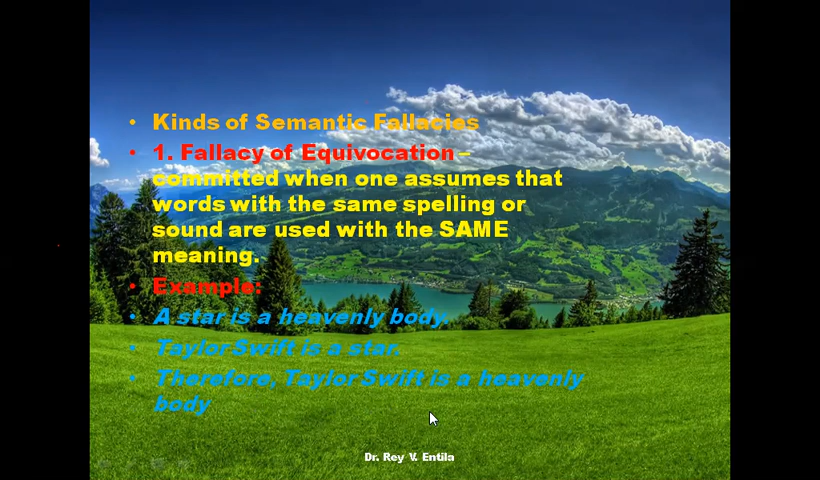 • Kinds of Semantic Fallacies
• 1. Fallacy of Equivocation –
committed when one assumes that
words with the same spelling or
sound are used with the SAME
meaning.
• Example:
• A star is a heavenly body.
• Taylor Swift is a star.
• Therefore, Taylor Swift is a heavenly
body
Dr. Rey V. Entila